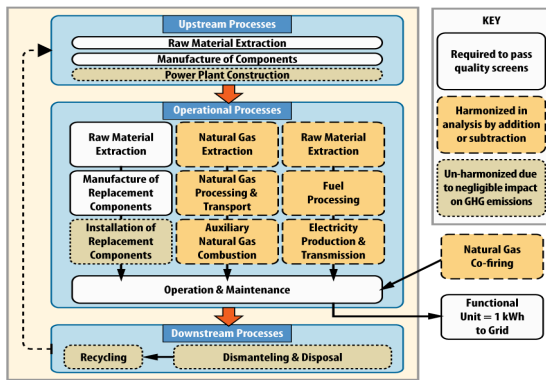 Upstream Processes
Raw Material Extraction
Manufacture of Components
Power Plant Construction
Operational Processes
Raw Material
Extraction
Manufacture of
Replacement
Components
Installation of
Replacement
Components
Natural Gas
Extraction
Natural Gas
Processing &
Transport
Auxiliary
Natural Gas
Combustion
Raw Material
Extraction
Fuel
Processing
Electricity
Production &
Transmission
Operation & Maintenance
Downstream Processes
Recycling
Dismanteling & Disposal
KEY
Required to pass
quality screens
Harmonized in
analysis by addition
or subtraction
Un-harmonized due
to negligible impact
on GHG emissions
Natural Gas
Co-firing
Functional
Unit = 1 kWh
to Grid